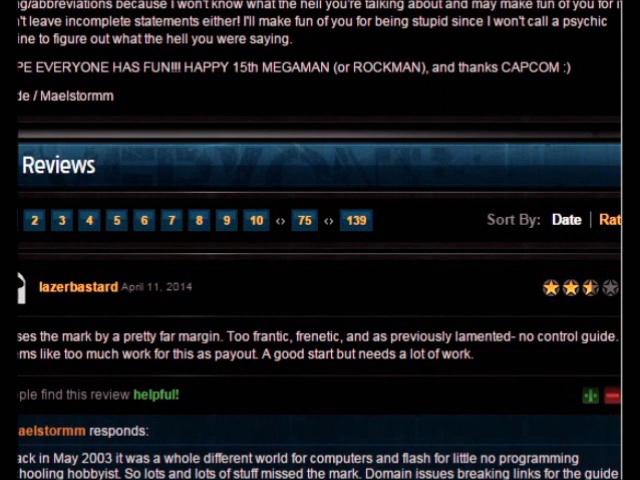 ng/abbreviations because I won't know what the hell you're talking about and may make fun of you for i
't leave incomplete statements either! I'll make fun of you for being stupid since I won't call a psychic
ine to figure out what the hell you were saying.
PE EVERYONE HAS FUN!!! HAPPY 15th MEGAMAN (or ROCKMAN), and thanks CAPCOM :)
de / Maelstormm
Reviews
2 3 4 5 6 7 8 9 10 <> 75 <> 139 Sort By: Date | Rat
lazerbastard April 11, 2014
ses the mark by a pretty far margin. Too frantic, frenetic, and as previously lamented- no control guide.
ms like too much work for this as payout. A good start but needs a lot of work.
ple find this review helpful!
aelstormm responds:
ack in May 2003 it was a whole different world for computers and flash for little no programming
hooling hobbyist. So lots and lots of stuff missed the mark. Domain issues breaking links for the guide